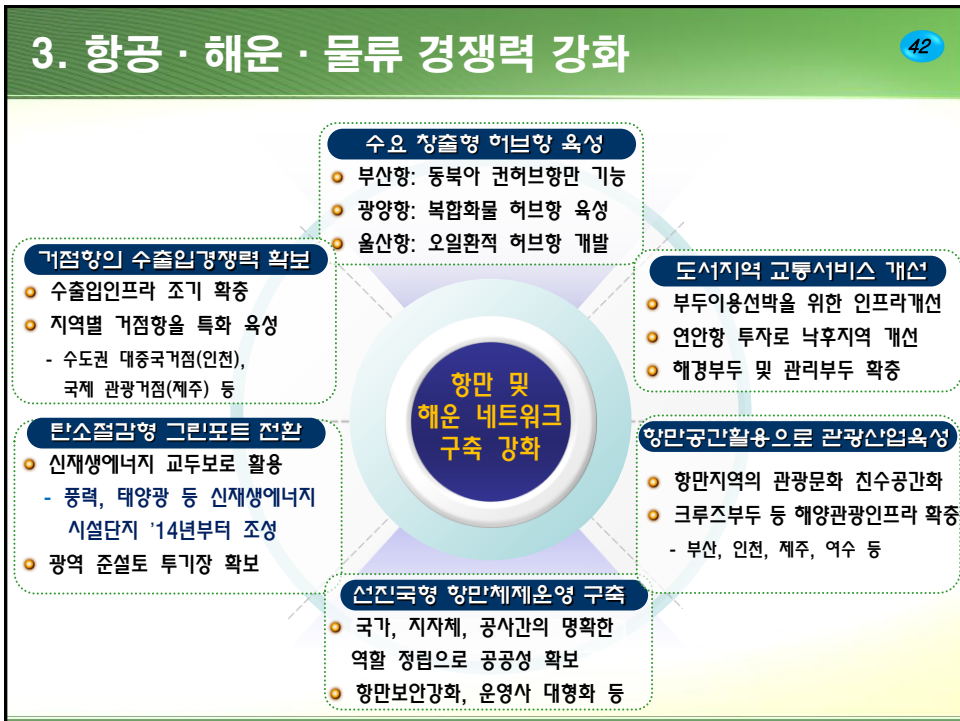 3. 항공 · 해운 · 물류 경쟁력 강화
42
수요 창출형 허브항 육성
부산항: 동북아 컨허브항만 기능
광양항: 복합화물 허브항 육성
울산항: 오일환적 허브항 개발
거점항의 수출입경쟁력 확보
수출입인프라 조기 확충
지역별 거점항을 특화 육성
- 수도권 대중국거점(인천),
국제 관광거점(제주) 등
도서지역 교통서비스 개선
부두이용선박을 위한 인프라개선
연안항 투자로 낙후지역 개선
해경부두 및 관리부두 확충
항만 및
해운 네트워크
구축 강화
탄소절감형 그린포트 전환
신재생에너지 교두보로 활용
- 풍력, 태양광 등 신재생에너지
시설단지 '14년부터 조성
광역 준설토 투기장 확보
항만공간활용으로 관광산업육성
항만지역의 관광문화 친수공간화
크루즈부두 등 해양관광인프라 확충
- 부산, 인천, 제주, 여수 등
선진국형 항만체제운영 구축
국가, 지자체, 공사간의 명확한
역할 정립으로 공공성 확보
항만보안강화, 운영사 대형화 등